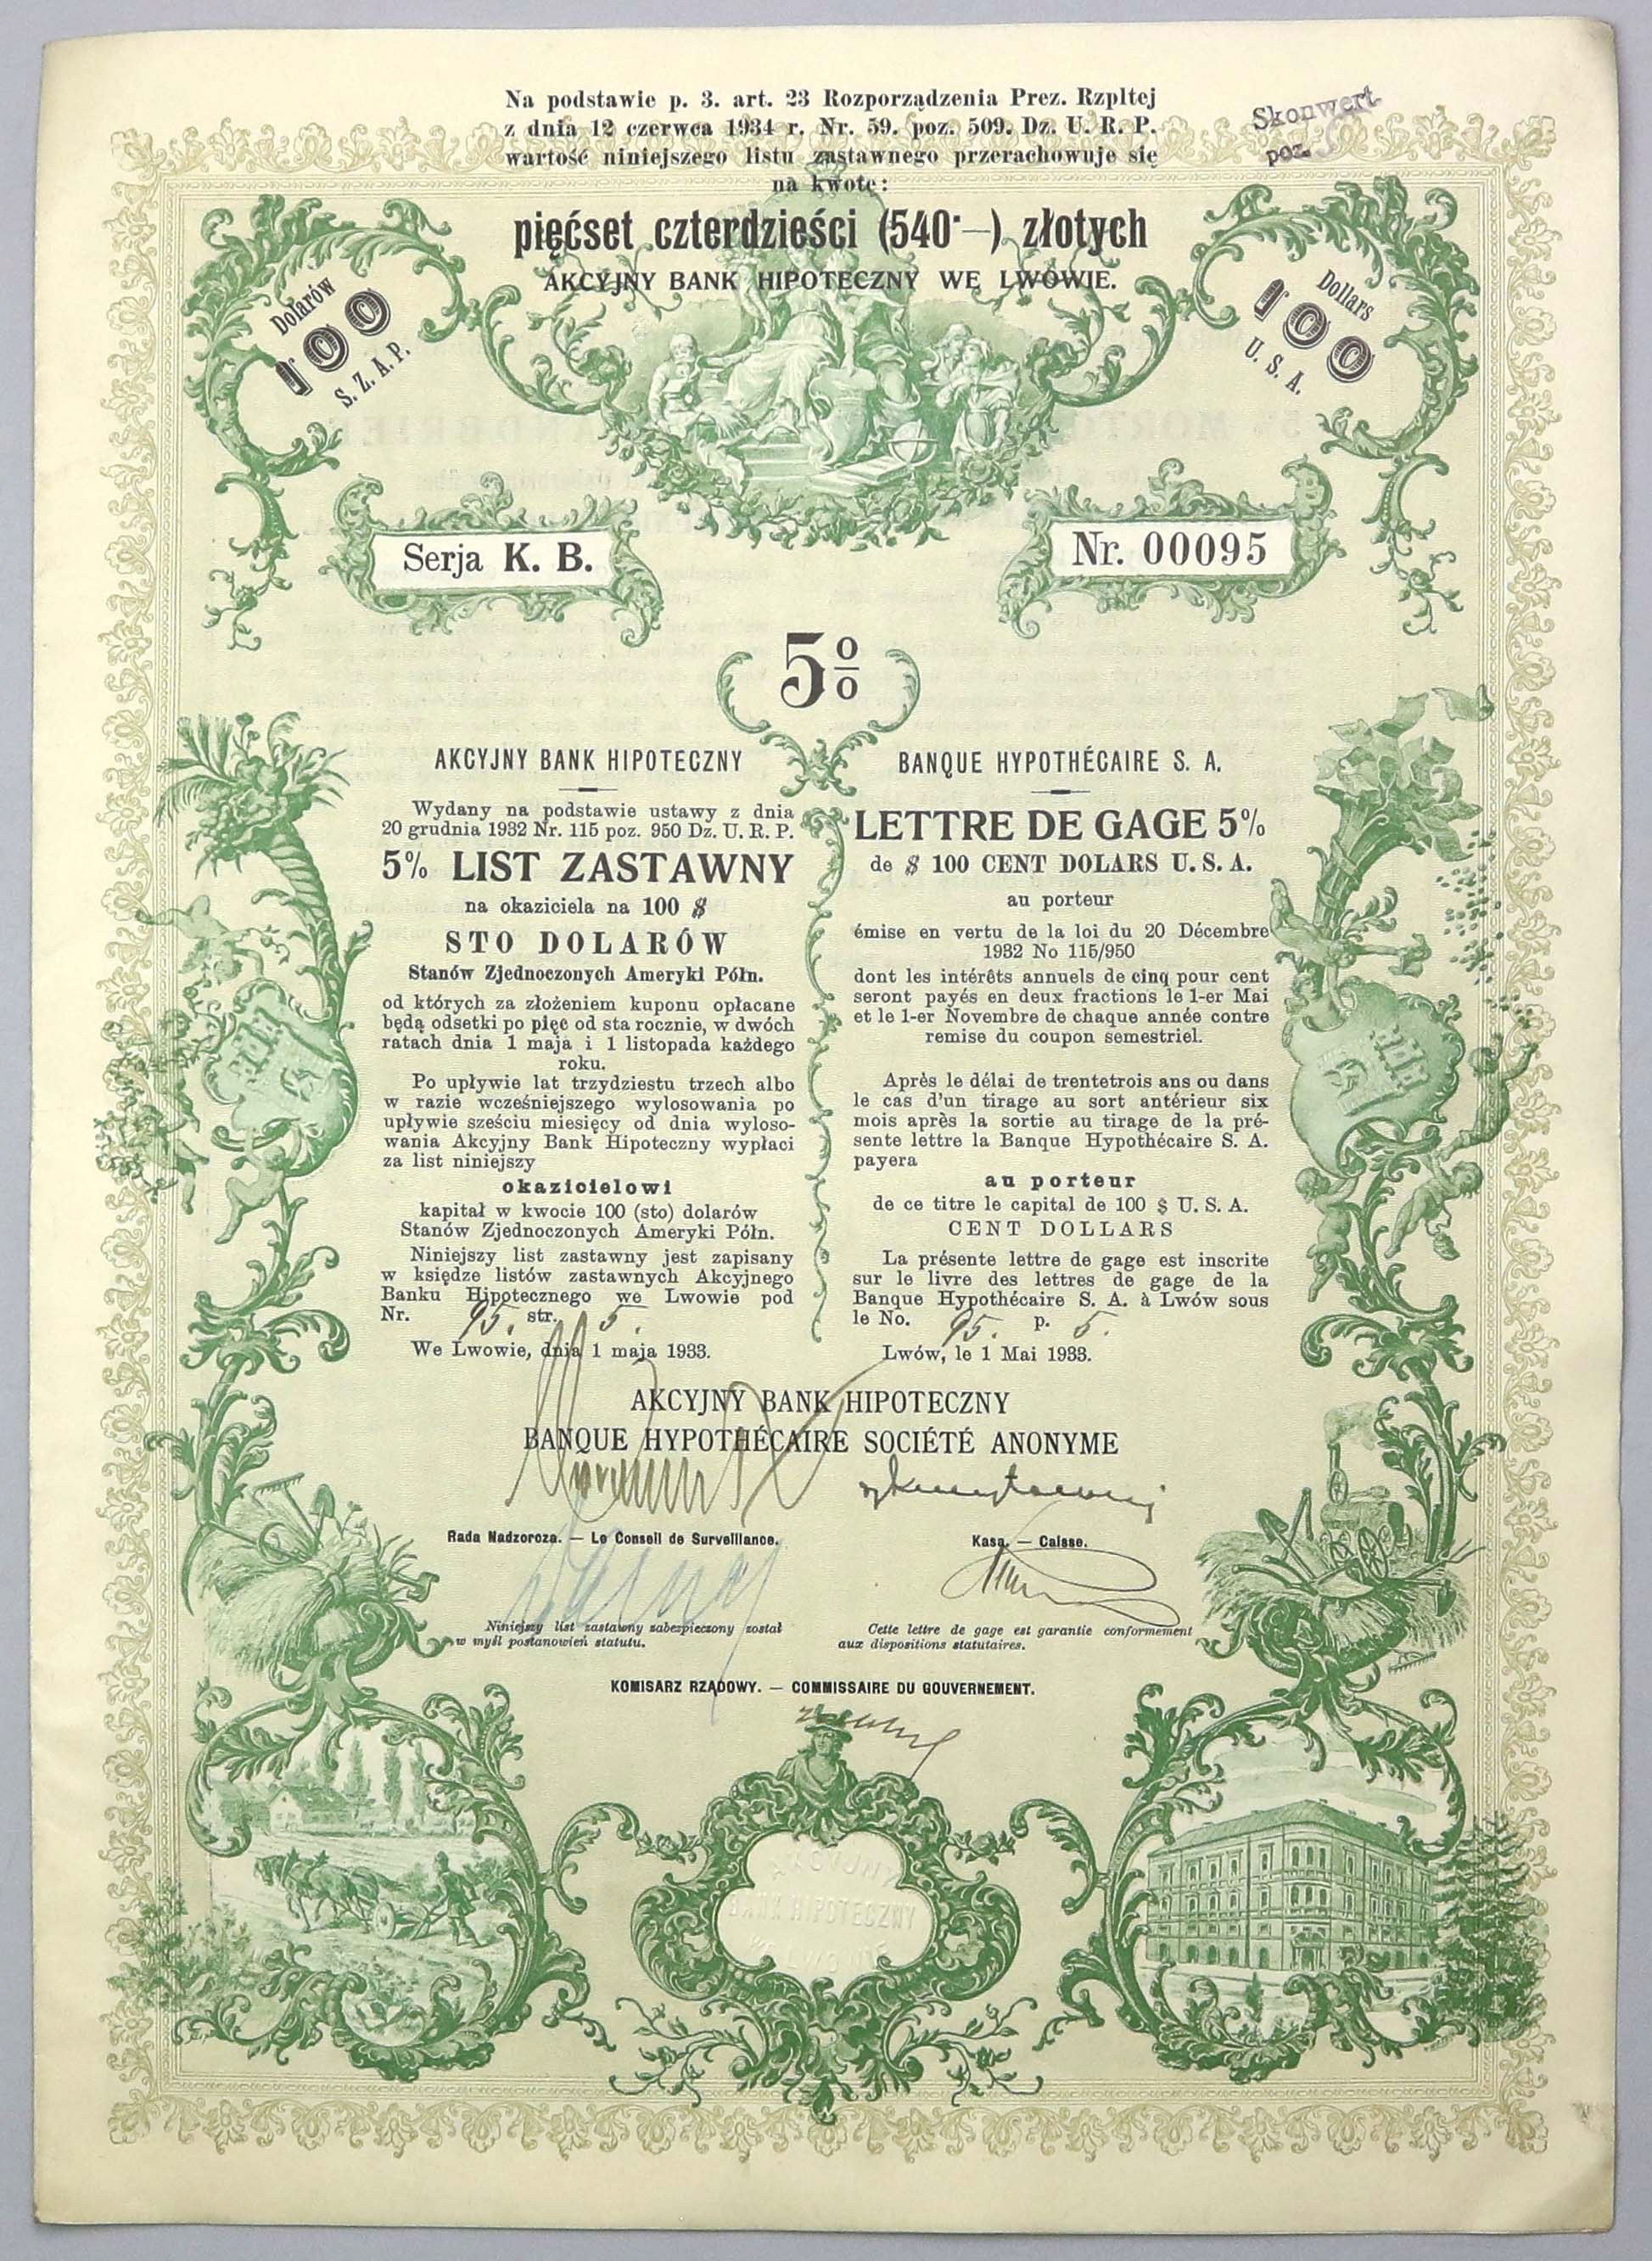 Na podstawie p. 3. art. 23 Rozporządzenia Prez. Rzpltej
z dnia 12 czerwca 1934 r. Nr. 59. poz. 509. Dz. U. R. P.
wartość niniejszego listu zastawnego przerachowuje się
na kwotę:
pięćset czterdzieści (540·—) złotych
AKCYJNY BANK HIPOTECZNY WE LWOWIE.
Skonwert
poz.
Dolarów
100
S. Z. A. P.
Dollars
100
U. S. A.
Serja K. B.
Nr. 00095
5%
AKCYJNY BANK HIPOTECZNY
Wydany na podstawie ustawy z dnia
20 grudnia 1932 Nr. 115 poz. 950 Dz. U. R. P.
5% LIST ZASTAWNY
na okaziciela na 100 $
STO DOLARÓW
Stanów Zjednoczonych Ameryki Półn.
od których za złożeniem kuponu opłacane
będą odsetki po pięć od sta rocznie, w dwóch
ratach dnia 1 maja i 1 listopada każdego
roku.
Po upływie lat trzydziestu trzech albo
w razie wcześniejszego wylosowania po
upływie sześciu miesięcy od dnia wyloso-
wania Akcyjny Bank Hipoteczny wypłaci
za list niniejszy
okazicielowi
kapitał w kwocie 100 (sto) dolarów
Stanów Zjednoczonych Ameryki Półn.
Niniejszy list zastawny jest zapisany
w księdze listów zastawnych Akcyjnego
Banku Hipotecznego we Lwowie pod
Nr. 95. str. 5.
We Lwowie, dnia 1 maja 1933.
BANQUE HYPOTHÉCAIRE S. A.
LETTRE DE GAGE 5%
de $ 100 CENT DOLARS U. S. A.
au porteur
émise en vertu de la loi du 20 Décembre
1932 No 115/950
dont les intérêts annuels de cinq pour cent
seront payés en deux fractions le 1-er Mai
et le 1-er Novembre de chaque année contre
remise du coupon semestriel.
Après le délai de trentetrois ans ou dans
le cas d'un tirage au sort antérieur six
mois après la sortie au tirage de la pré-
sente lettre la Banque Hypothécaire S. A.
payera
au porteur
de ce titre le capital de 100 $ U. S. A.
CENT DOLLARS
La présente lettre de gage est inscrite
sur le livre des lettres de gage de la
Banque Hypothécaire S. A. à Lwów sous
le No. 95. p. 5.
Lwów, le 1 Mai 1933.
AKCYJNY BANK HIPOTECZNY
BANQUE HYPOTHÉCAIRE SOCIÉTÉ ANONYME
Rada Nadzorcza. — Le Conseil de Surveillance.
Kasa. — Caisse.
Niniejszy list zastawny zabezpieczony został
w myśl postanowień statutu.
Cette lettre de gage est garantie conformement
aux dispositions statutaires.
KOMISARZ RZĄDOWY. — COMMISSAIRE DU GOUVERNEMENT.
AKCYJNY
BANK HIPOTECZNY
WE LWOWIE